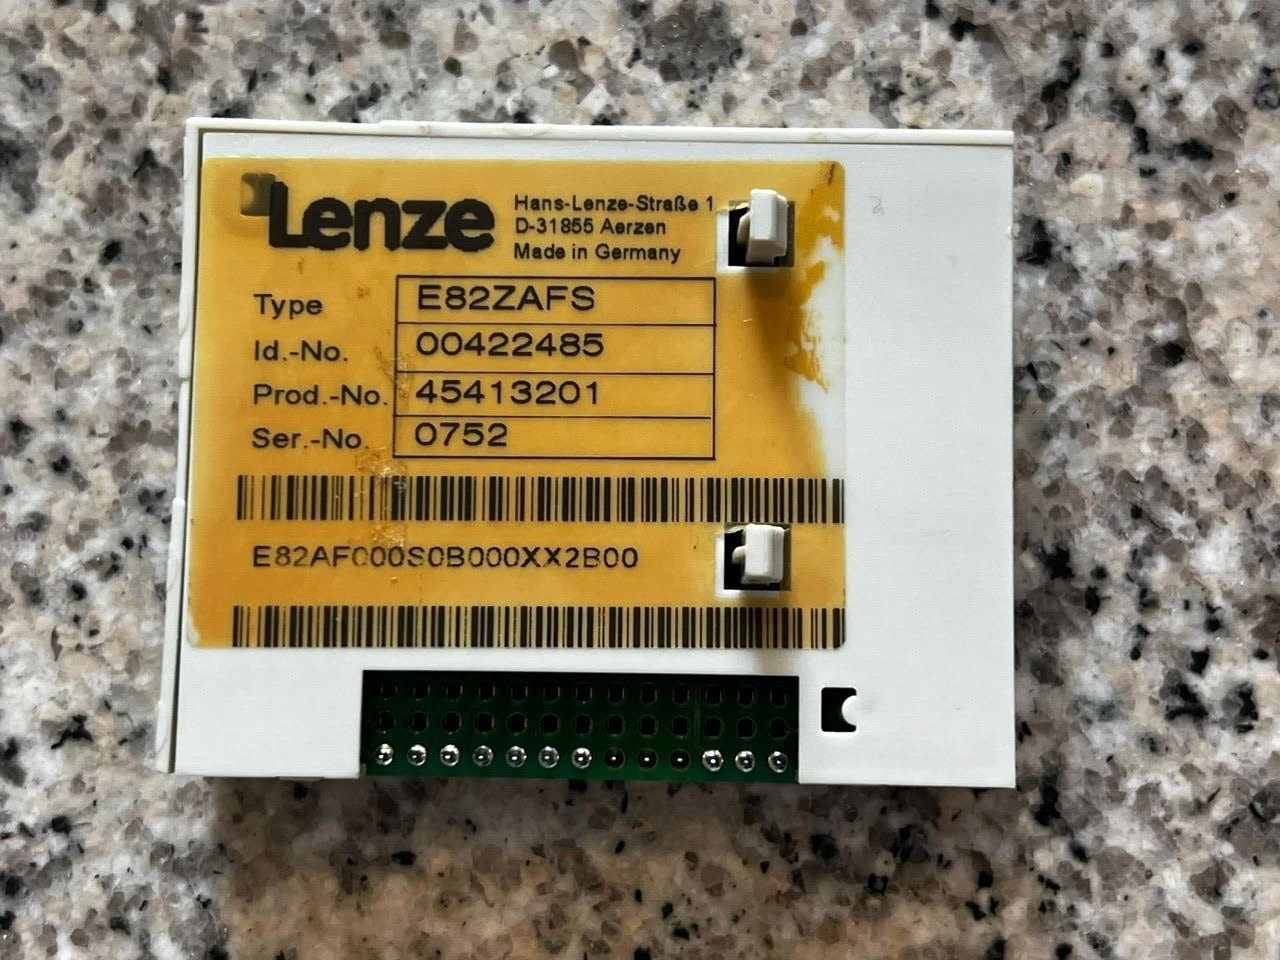 Lenze
Hans-Lenze-Straße 1
D-31855 Aerzen
Made in Germany
Type E82ZAFS
Id.-No. 00422485
Prod.-No. 45413201
Ser.-No. 0752
E82AF000S0B000XX2B00